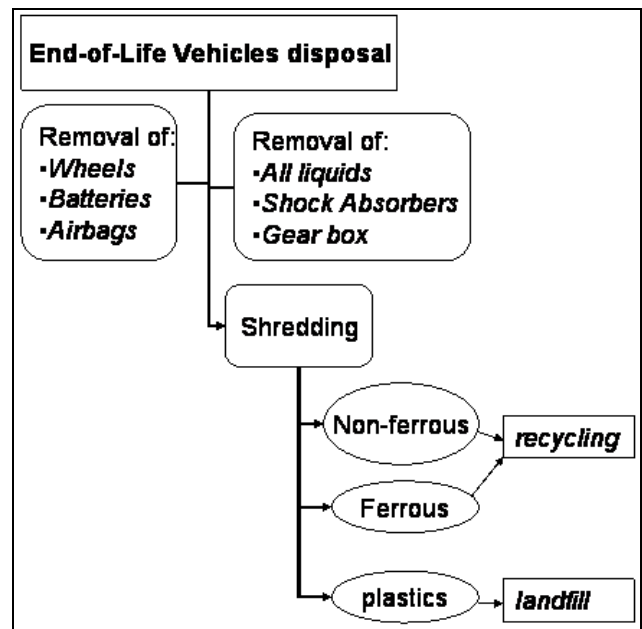 End-of-Life Vehicles disposal
Removal of:
▪Wheels
▪Batteries
▪Airbags
Removal of:
▪All liquids
▪Shock Absorbers
▪Gear box
Shredding
Non-ferrous
recycling
Ferrous
plastics
landfill